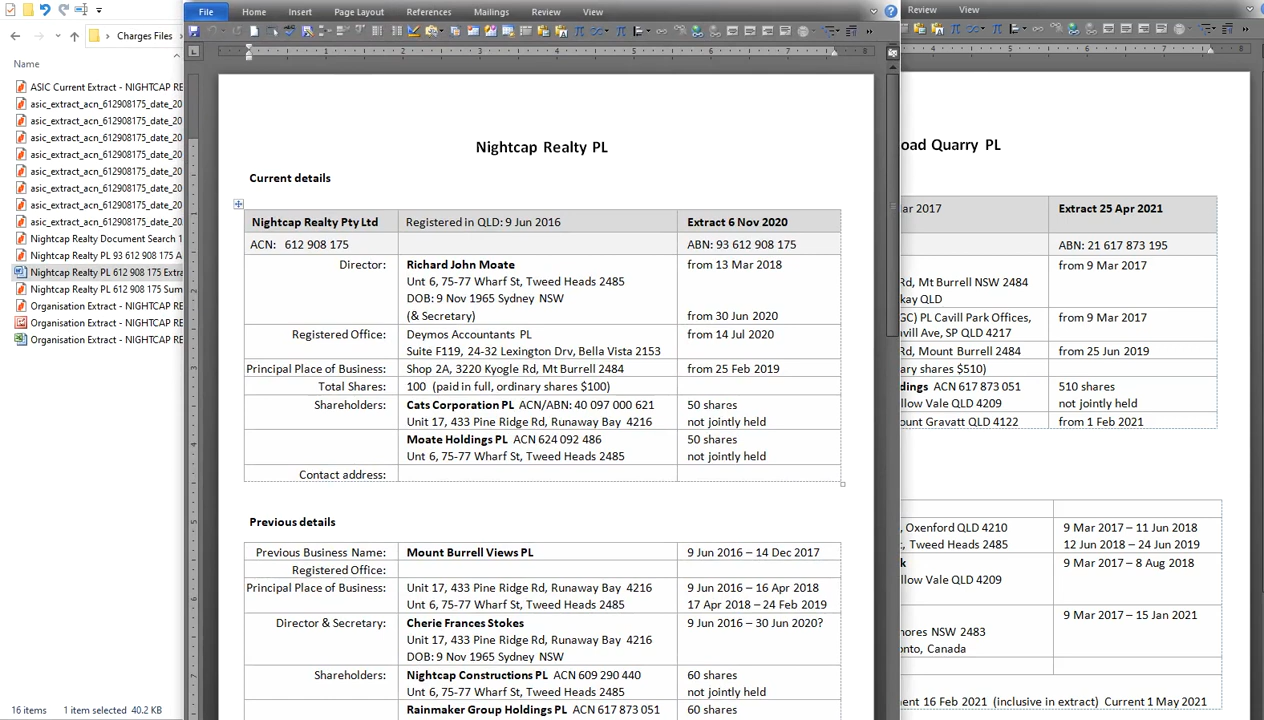 File Home Insert Page Layout References Mailings Review View
Review View
Charges Files
Name
ASIC Current Extract - NIGHTCAP RE
asic_extract_acn_612908175_date_20
asic_extract_acn_612908175_date_20
asic_extract_acn_612908175_date_20
asic_extract_acn_612908175_date_20
asic_extract_acn_612908175_date_20
asic_extract_acn_612908175_date_20
asic_extract_acn_612908175_date_20
asic_extract_acn_612908175_date_20
Nightcap Realty Document Search 1
Nightcap Realty PL 93 612 908 175 A
Nightcap Realty PL 612 908 175 Extra
Nightcap Realty PL 612 908 175 Sum
Organisation Extract - NIGHTCAP RE
Organisation Extract - NIGHTCAP RE
Organisation Extract - NIGHTCAP RE
16 items 1 item selected 40.2 KB
Nightcap Realty PL
Current details
Nightcap Realty Pty Ltd Registered in QLD: 9 Jun 2016 Extract 6 Nov 2020
ACN: 612 908 175 ABN: 93 612 908 175
Director: Richard John Moate from 13 Mar 2018
Unt 6, 75-77 Wharf St, Tweed Heads 2485
DOB: 9 Nov 1965 Sydney NSW
(& Secretary) from 30 Jun 2020
Registered Office: Deymos Accountants PL from 14 Jul 2020
Suite F119, 24-32 Lexington Drv, Bella Vista 2153
Principal Place of Business: Shop 2A, 3220 Kyogle Rd, Mt Burrell 2484 from 25 Feb 2019
Total Shares: 100 (paid in full, ordinary shares $100)
Shareholders: Cats Corporation PL ACN/ABN: 40 097 000 621 50 shares
Unit 17, 433 Pine Ridge Rd, Runaway Bay 4216 not jointly held
Moate Holdings PL ACN 624 092 486 50 shares
Unt 6, 75-77 Wharf St, Tweed Heads 2485 not jointly held
Contact address:
Previous details
Previous Business Name: Mount Burrell Views PL 9 Jun 2016 – 14 Dec 2017
Registered Office:
Principal Place of Business: Unit 17, 433 Pine Ridge Rd, Runaway Bay 4216 9 Jun 2016 – 16 Apr 2018
Unt 6, 75-77 Wharf St, Tweed Heads 2485 17 Apr 2018 – 24 Feb 2019
Director & Secretary: Cherie Frances Stokes 9 Jun 2016 – 30 Jun 2020?
Unit 17, 433 Pine Ridge Rd, Runaway Bay 4216
DOB: 9 Nov 1965 Sydney NSW
Shareholders: Nightcap Constructions PL ACN 609 290 440 60 shares
Unt 6, 75-77 Wharf St, Tweed Heads 2485 not jointly held
Rainmaker Group Holdings PL ACN 617 873 051 60 shares
oad Quarry PL
ar 2017 Extract 25 Apr 2021
ABN: 21 617 873 195
from 9 Mar 2017
Rd, Mt Burrell NSW 2484
kay QLD
GC) PL Cavill Park Offices, from 9 Mar 2017
avill Ave, SP QLD 4217
Rd, Mount Burrell 2484 from 25 Jun 2019
ary shares $510)
dings ACN 617 873 051 510 shares
llow Vale QLD 4209 not jointly held
ount Gravatt QLD 4122 from 1 Feb 2021
, Oxenford QLD 4210 9 Mar 2017 – 11 Jun 2018
t, Tweed Heads 2485 12 Jun 2018 – 24 Jun 2019
k 9 Mar 2017 – 8 Aug 2018
llow Vale QLD 4209
9 Mar 2017 – 15 Jan 2021
nores NSW 2483
onto, Canada
nent 16 Feb 2021 (inclusive in extract) Current 1 May 2021